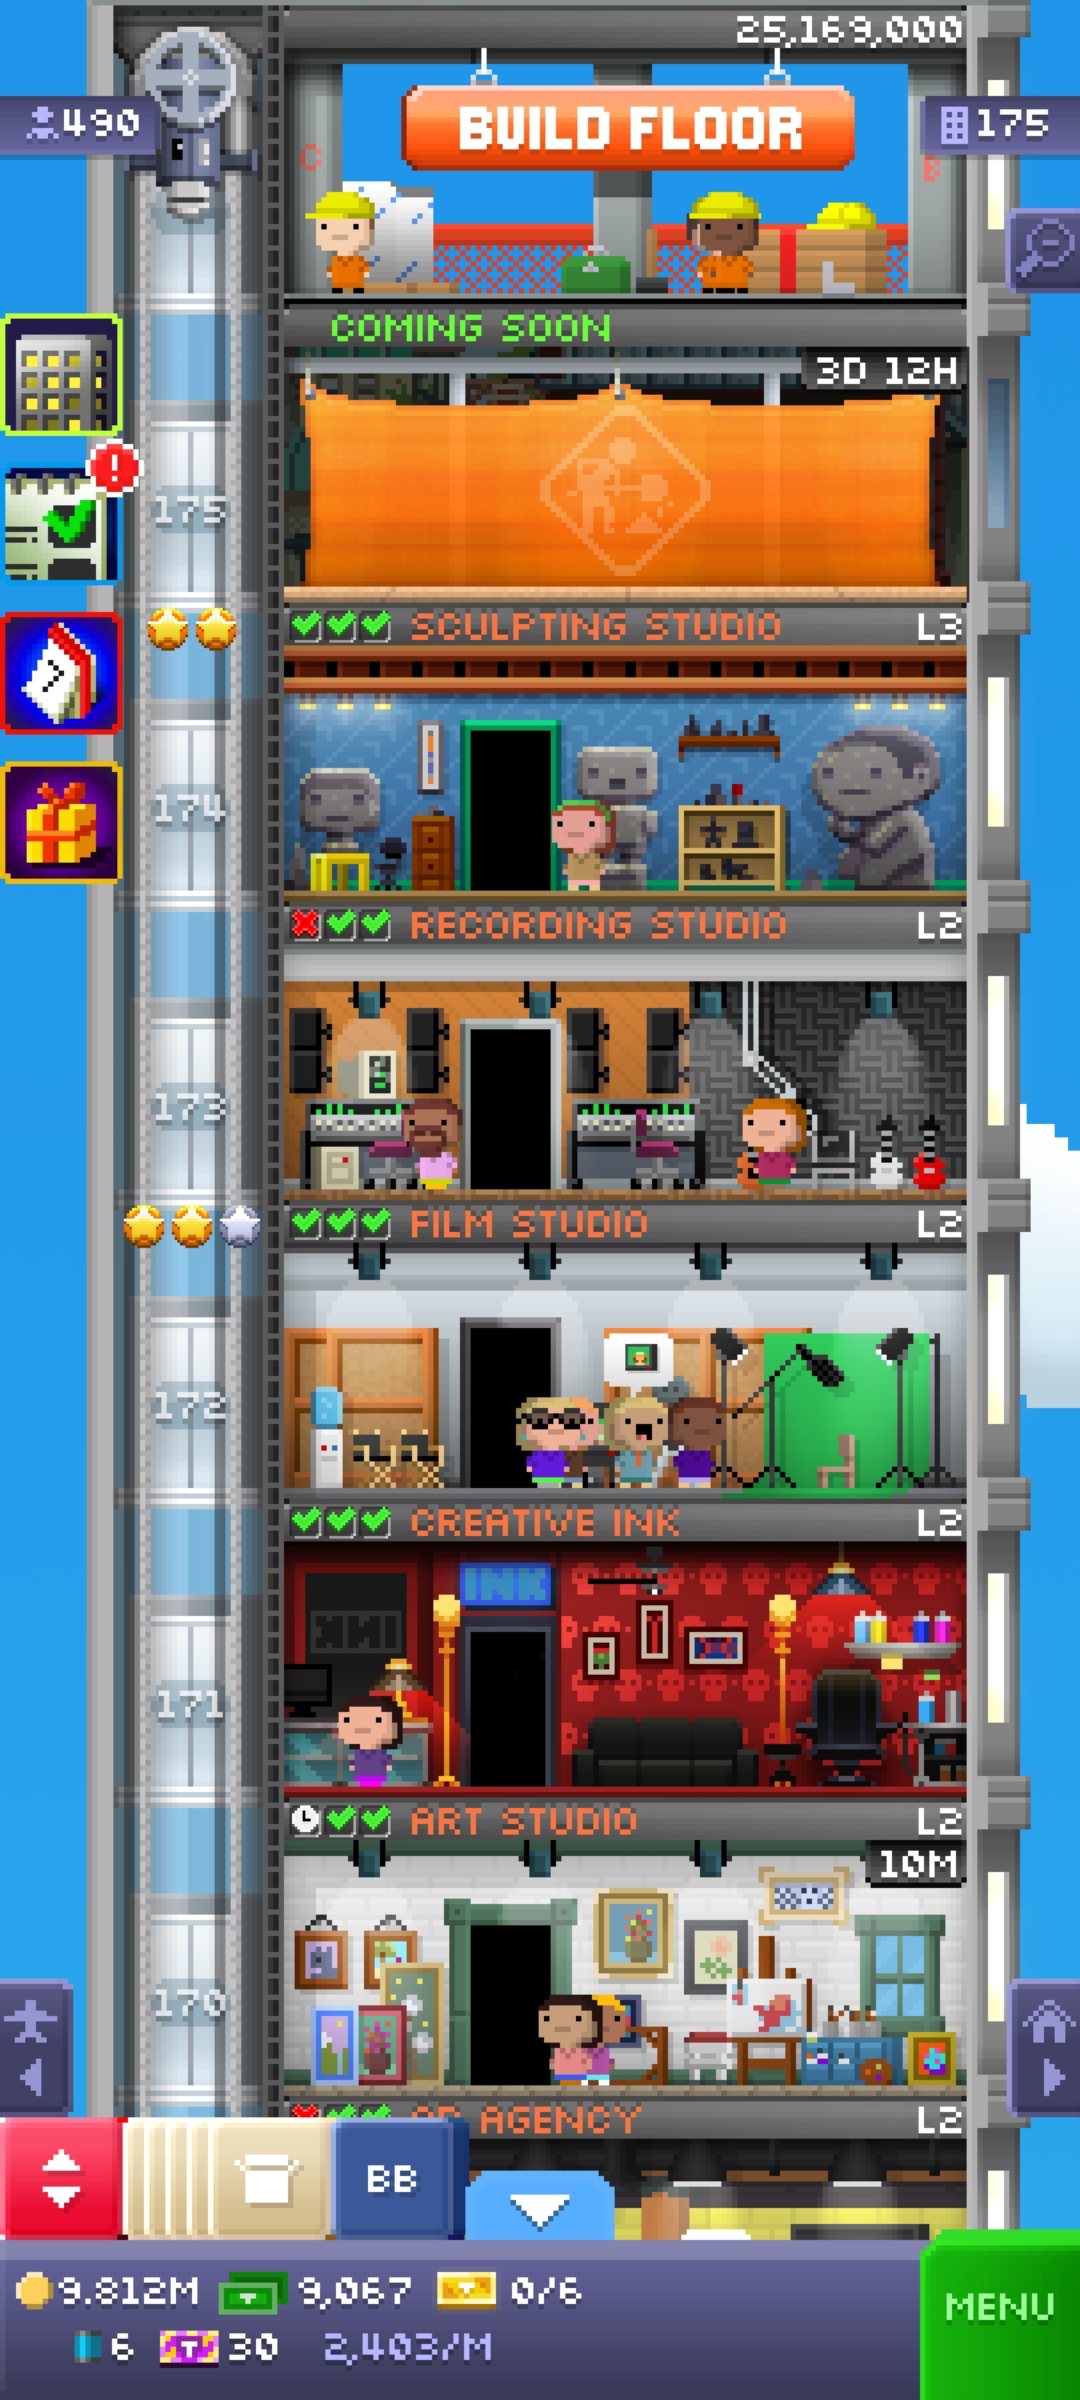 25,169,000
490
BUILD FLOOR
175
C
B
L
COMING SOON
3D 12H
175
SCULPTING STUDIO L3
174
RECORDING STUDIO L2
173
FILM STUDIO L2
172
CREATIVE INK L2
INK
171
ART STUDIO L2
10M
170
AGENCY L2
BB
9.812M 9,067 0/6
6 T 30 2,403/M
MENU